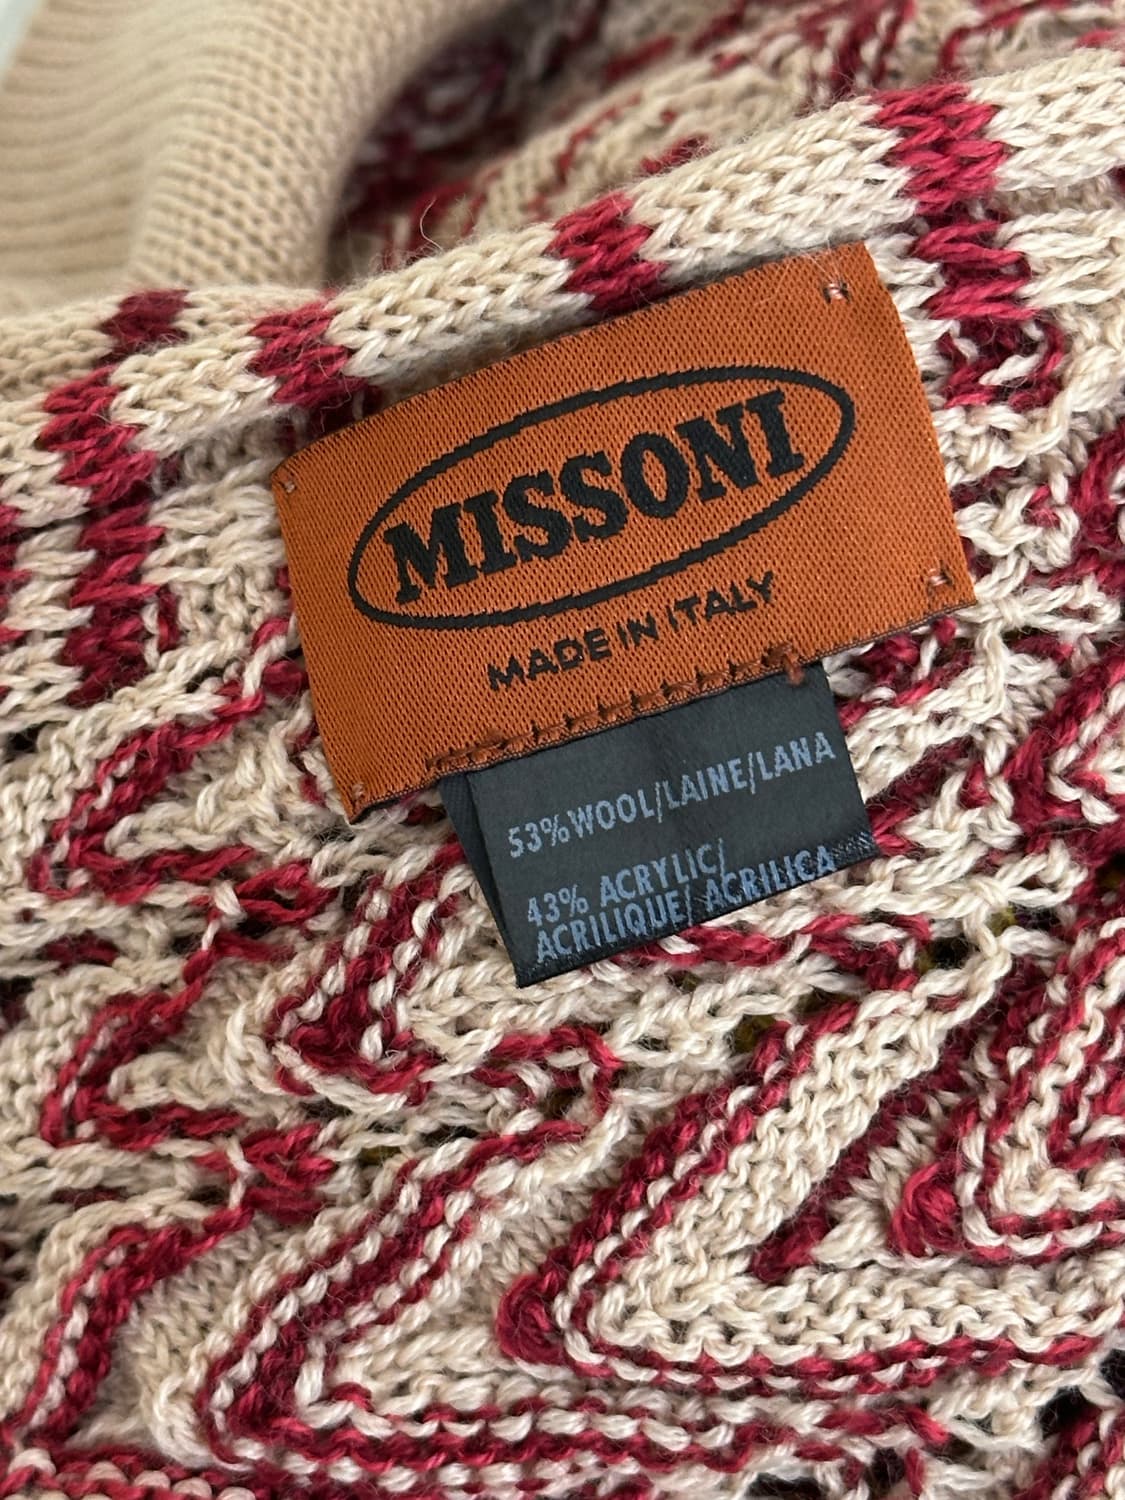 MISSONI
MADE IN ITALY
53% WOOL/LAINE/LANA
43% ACRYLIC/
ACRILIQUE/ ACRILICA